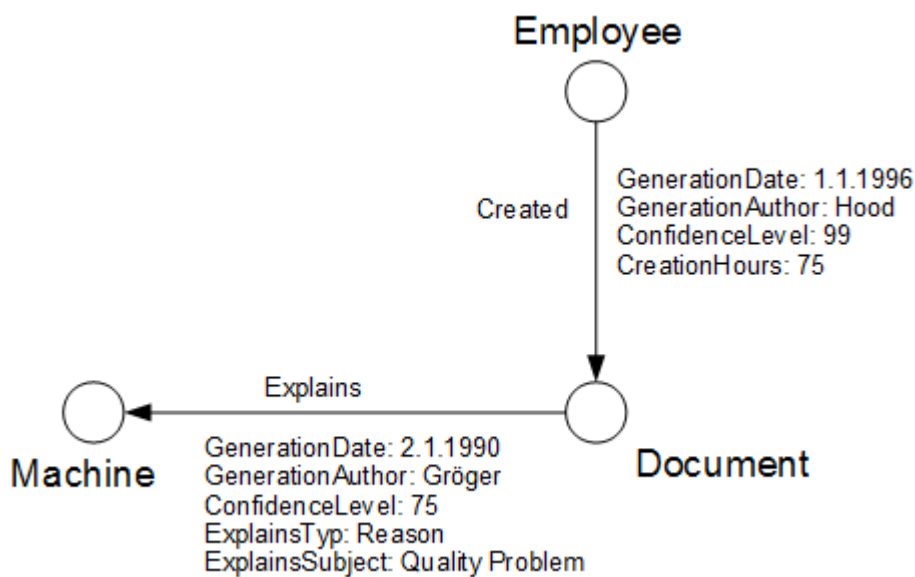 Employee
Created
GenerationDate: 1.1.1996
GenerationAuthor: Hood
ConfidenceLevel: 99
CreationHours: 75
Explains
Machine
Document
GenerationDate: 2.1.1990
GenerationAuthor: Gröger
ConfidenceLevel: 75
ExplainsTyp: Reason
ExplainsSubject: Quality Problem